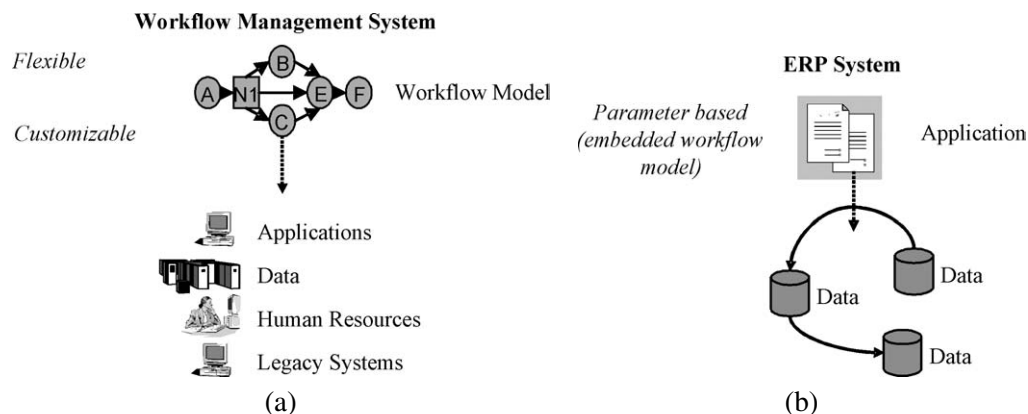 Workflow Management System
Flexible
B
A
N1
E
F
Workflow Model
Customizable
C
Applications
Data
Human Resources
Legacy Systems
(a)
ERP System
Parameter based
(embedded workflow
model)
Application
Data
Data
Data
(b)